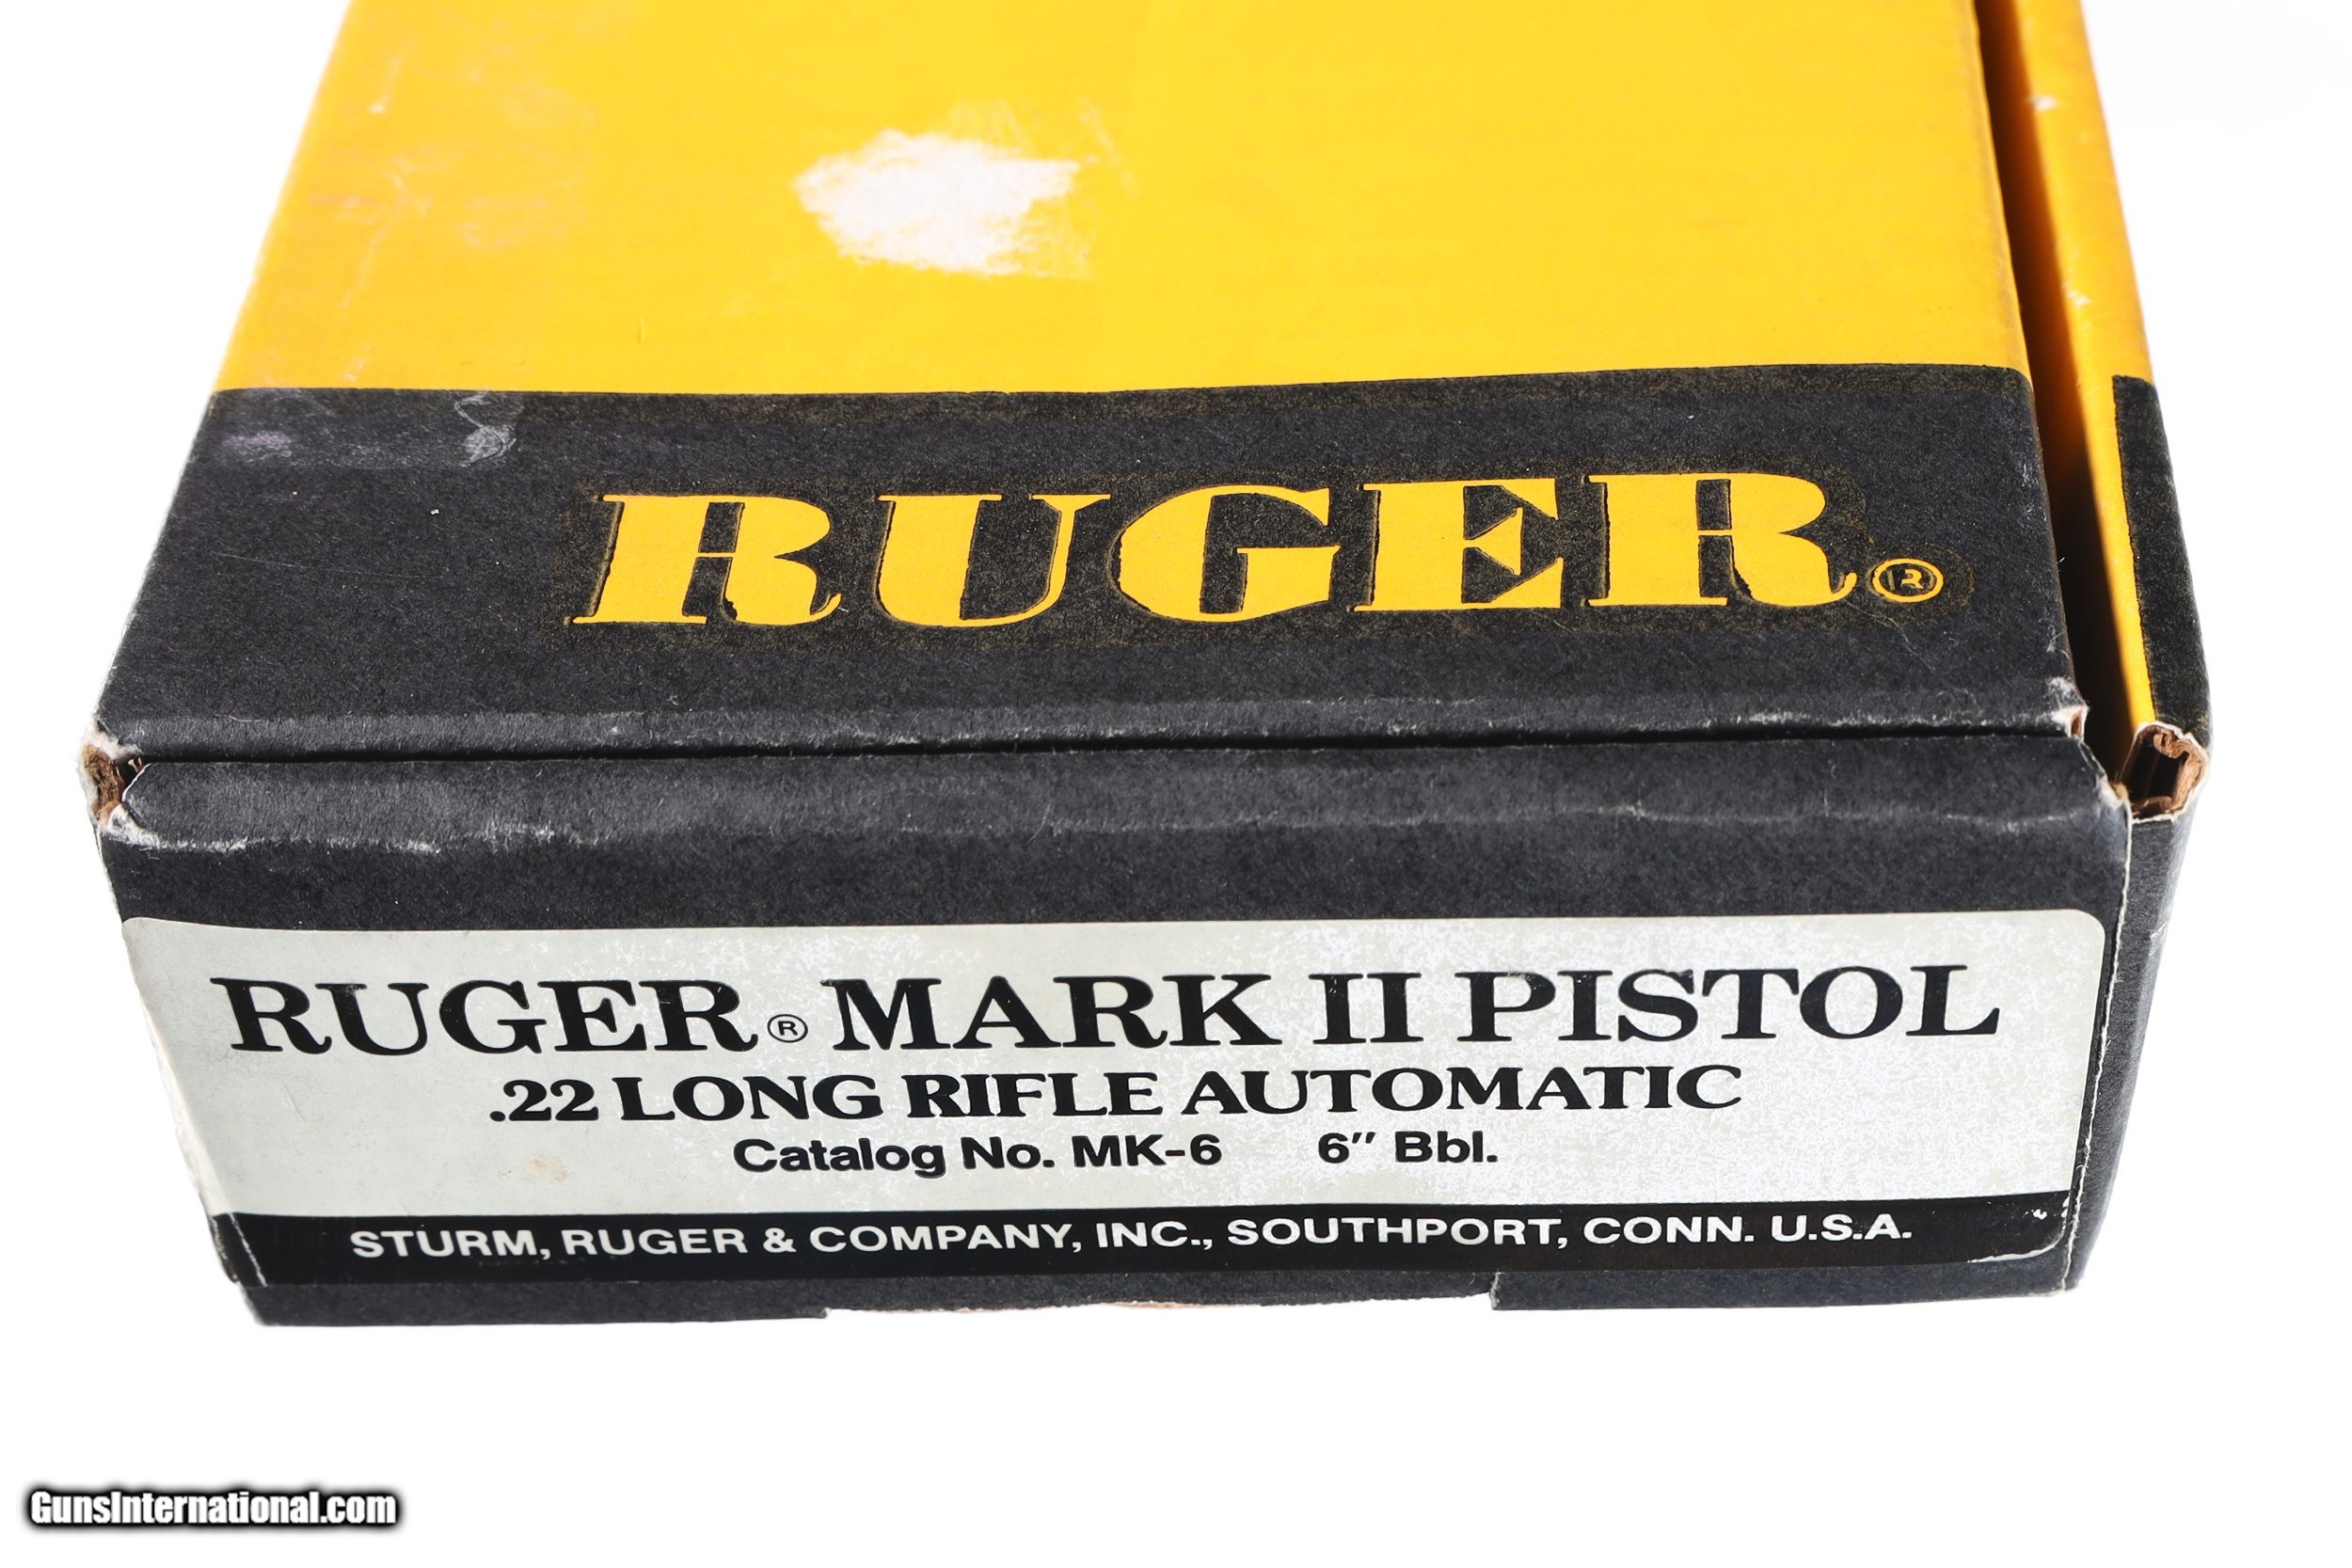 RUGER®
RUGER® MARK II PISTOL
.22 LONG RIFLE AUTOMATIC
Catalog No. MK-6 6" Bbl.
STURM, RUGER & COMPANY, INC., SOUTHPORT, CONN. U.S.A.
GunsInternational.com